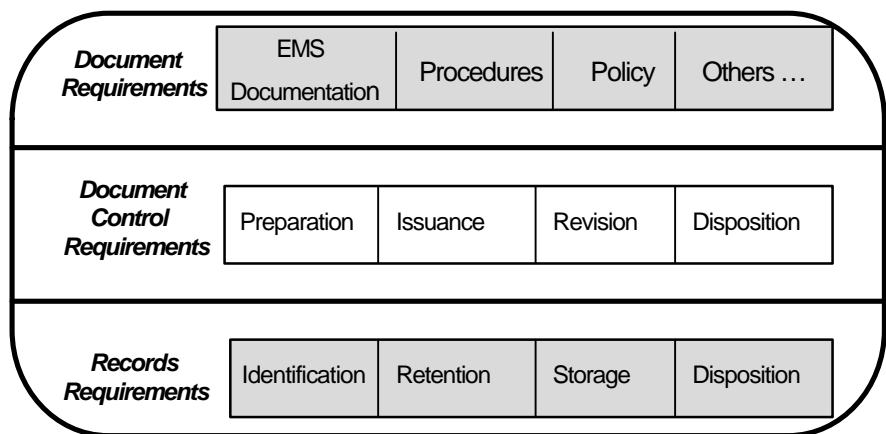 Document
Requirements
EMS
Documentation
Procedures
Policy
Others …
Document
Control
Requirements
Preparation
Issuance
Revision
Disposition
Records
Requirements
Identification
Retention
Storage
Disposition